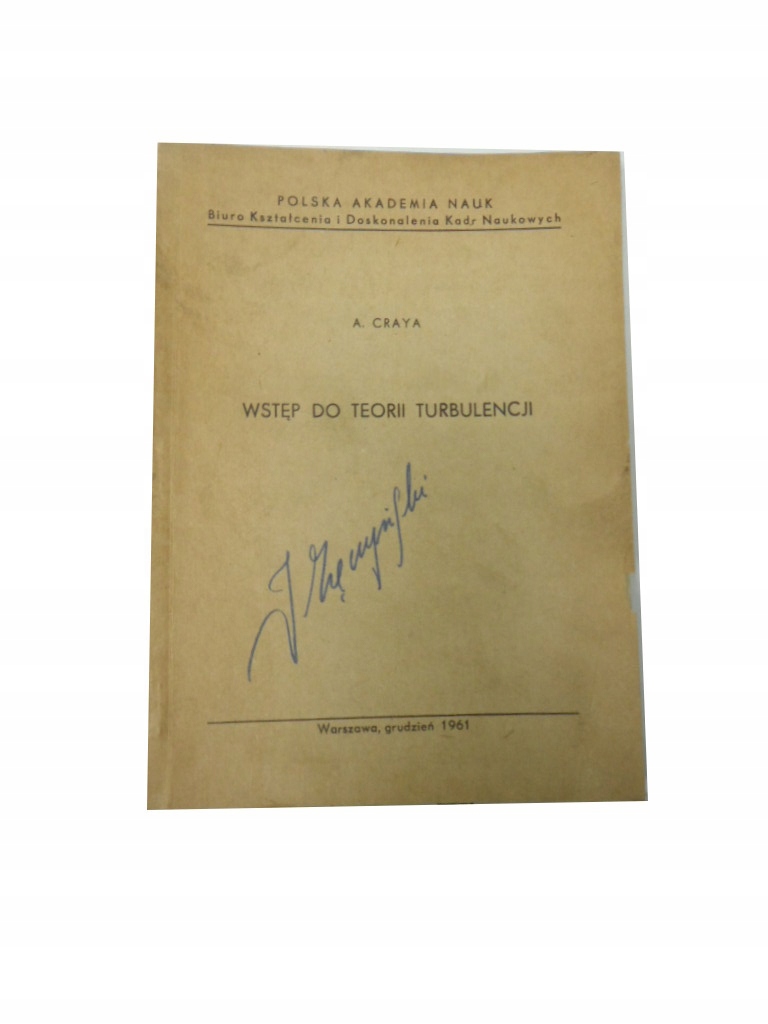 POLSKA AKADEMIA NAUK
Biuro Kształcenia i Doskonalenia Kadr Naukowych
A. CRAYA
WSTĘP DO TEORII TURBULENCJI
J
Warszawa, grudzień 1961